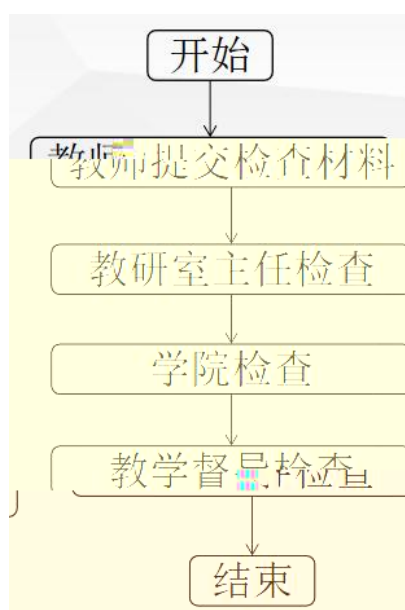 开始
教师提交检查材料
教研室主任检查
学院检查
教学督导检查
结束